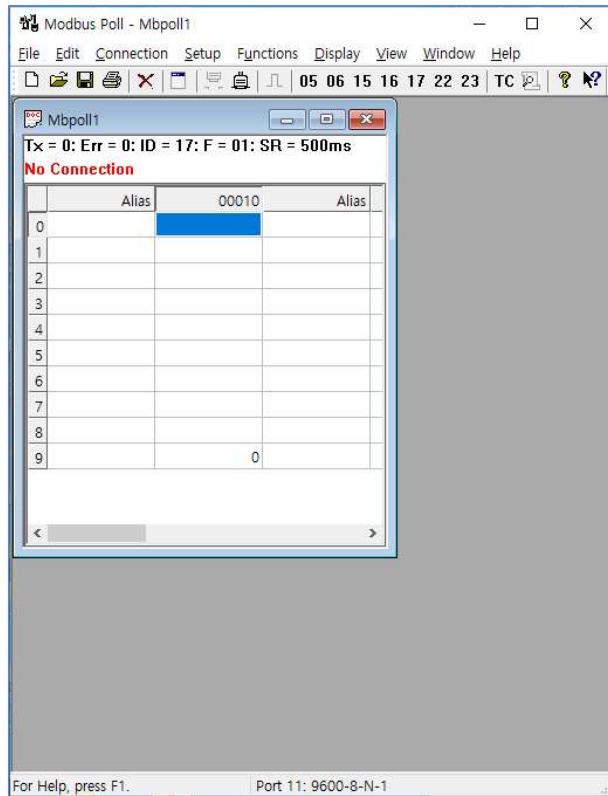 Modbus Poll - Mbpoll1
File Edit Connection Setup Functions Display View Window Help
05 06 15 16 17 22 23 TC
Mbpoll1
Tx = 0: Err = 0: ID = 17: F = 01: SR = 500ms
No Connection
Alias 00010 Alias
0
1
2
3
4
5
6
7
8
9 0
For Help, press F1. Port 11: 9600-8-N-1